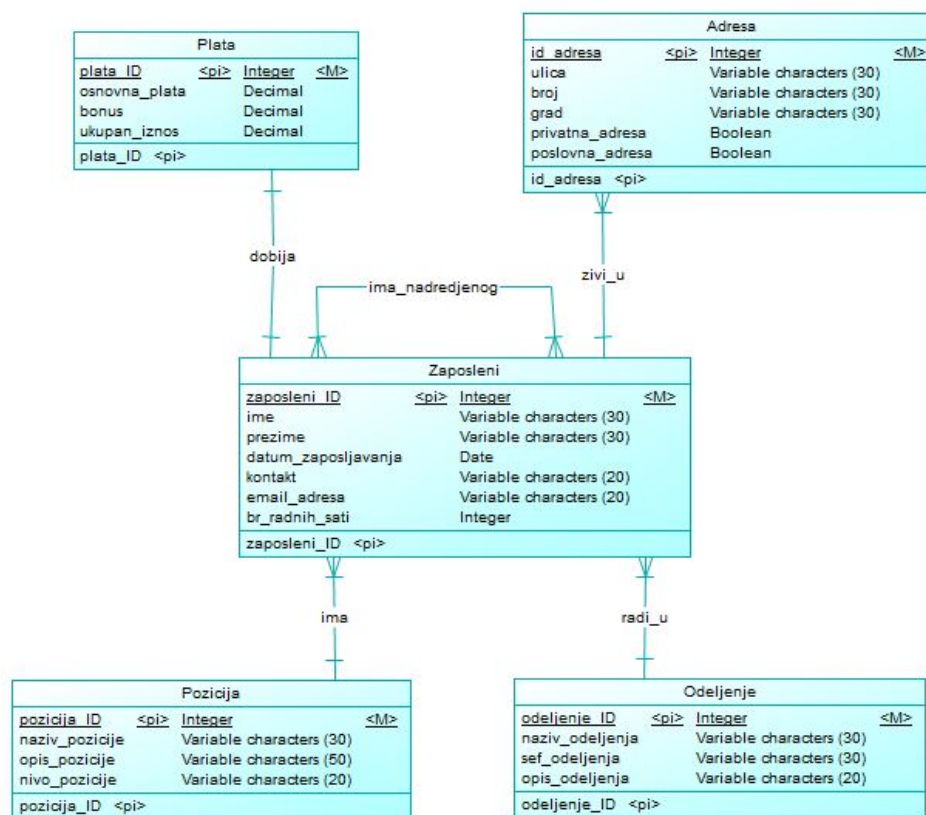 Plata
plata_ID <pi> Integer <M>
osnovna_plata Decimal
bonus Decimal
ukupan_iznos Decimal
plata_ID <pi>
Adresa
id_adresa <pi> Integer <M>
ulica Variable characters (30)
broj Variable characters (30)
grad Variable characters (30)
privatna_adresa Boolean
poslovna_adresa Boolean
id_adresa <pi>
dobija
zivi_u
ima_nadredjenog
Zaposleni
zaposleni_ID <pi> Integer <M>
ime Variable characters (30)
prezime Variable characters (30)
datum_zaposljavanja Date
kontakt Variable characters (20)
email_adresa Variable characters (20)
br_radnih_sati Integer
zaposleni_ID <pi>
ima
radi_u
Pozicija
pozicija_ID <pi> Integer <M>
naziv_pozicije Variable characters (30)
opis_pozicije Variable characters (50)
nivo_pozicije Variable characters (20)
pozicija_ID <pi>
Odeljenje
odeljenje_ID <pi> Integer <M>
naziv_odeljenja Variable characters (30)
sef_odeljenja Variable characters (30)
opis_odeljenja Variable characters (20)
odeljenje_ID <pi>